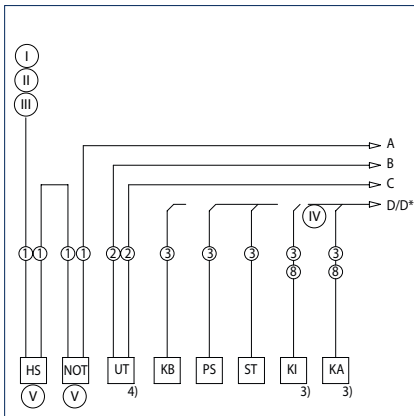 I
II
III
A
B
C
D/D*
IV
1 1 1 1 2 2 3 3 3 3 3
8 8
HS NOT UT KB PS ST KI KA
4) 3) 3)
V V